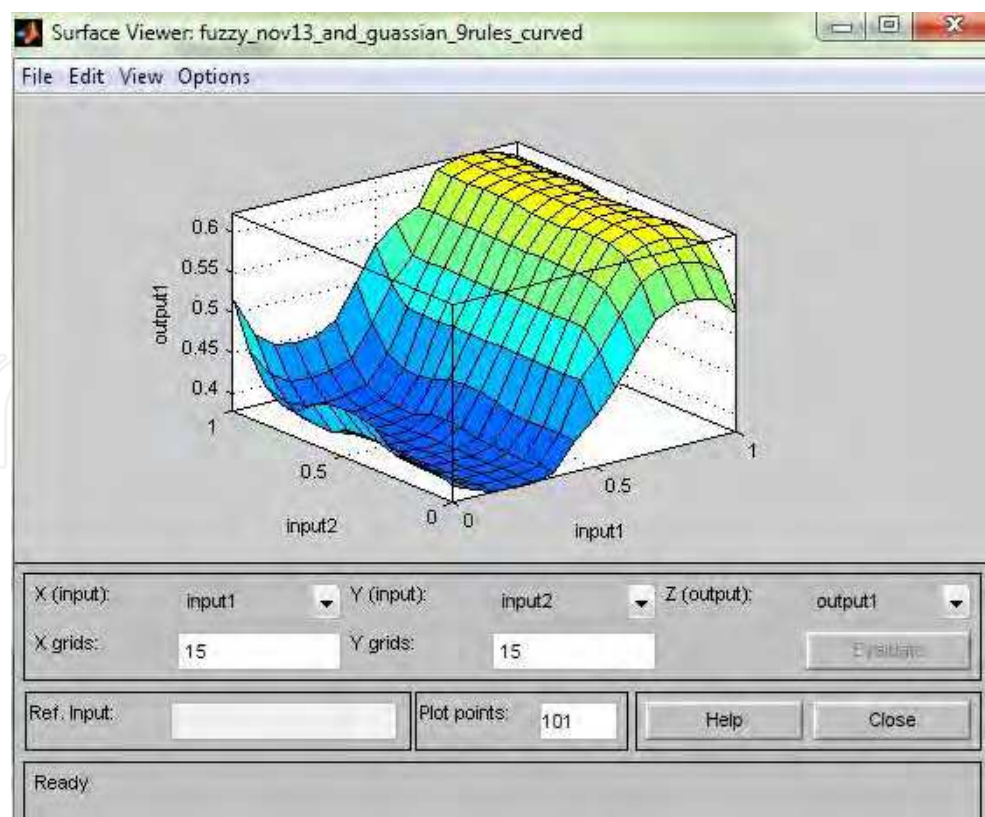 Surface Viewer: fuzzy_nov13_and_guassian_9rules_curved
File Edit View Options
0.6
0.55
0.5
0.45
0.4
output1
1
0.5
0
input2
0
0.5
1
input1
X (input): input1 Y (input): input2 Z (output): output1
X grids: 15 Y grids: 15 Evaluate
Ref. Input: Plot points: 101 Help Close
Ready